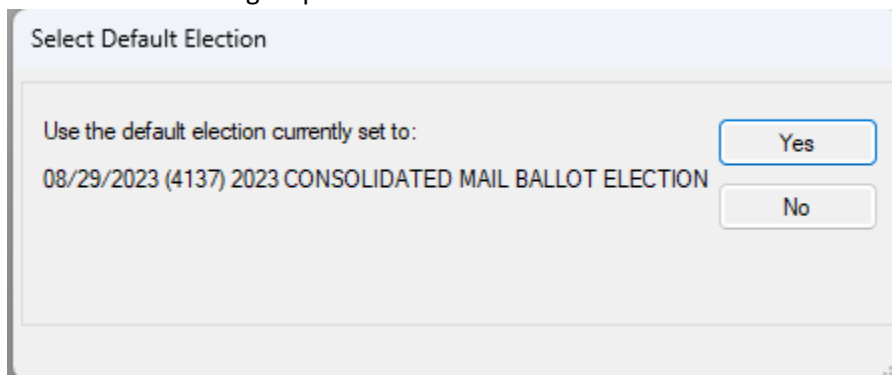 Select Default Election
Use the default election currently set to:
Yes
08/29/2023 (4137) 2023 CONSOLIDATED MAIL BALLOT ELECTION
No